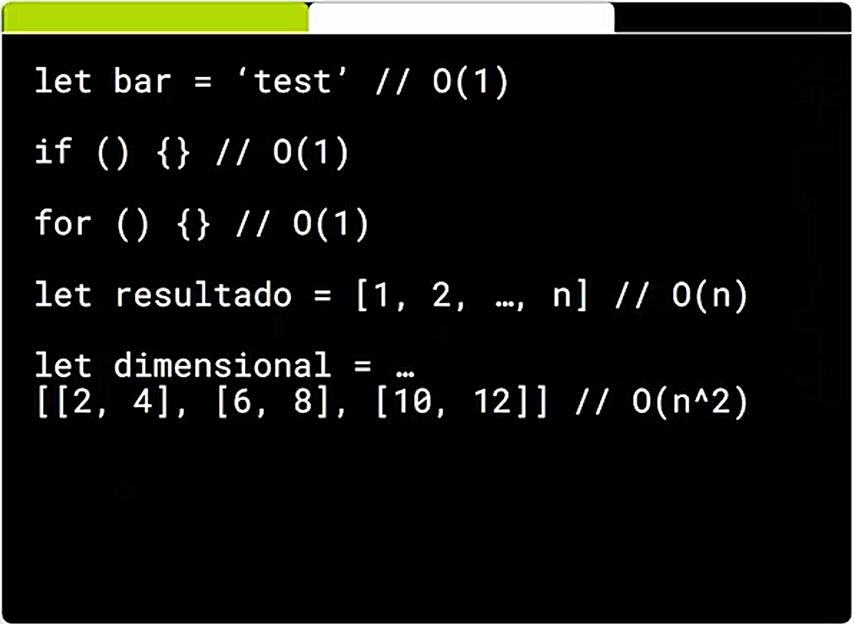 let bar = ‘test’ // O(1)
if () {} // O(1)
for () {} // O(1)
let resultado = [1, 2, …, n] // O(n)
let dimensional = …
[[2, 4], [6, 8], [10, 12]] // O(n^2)